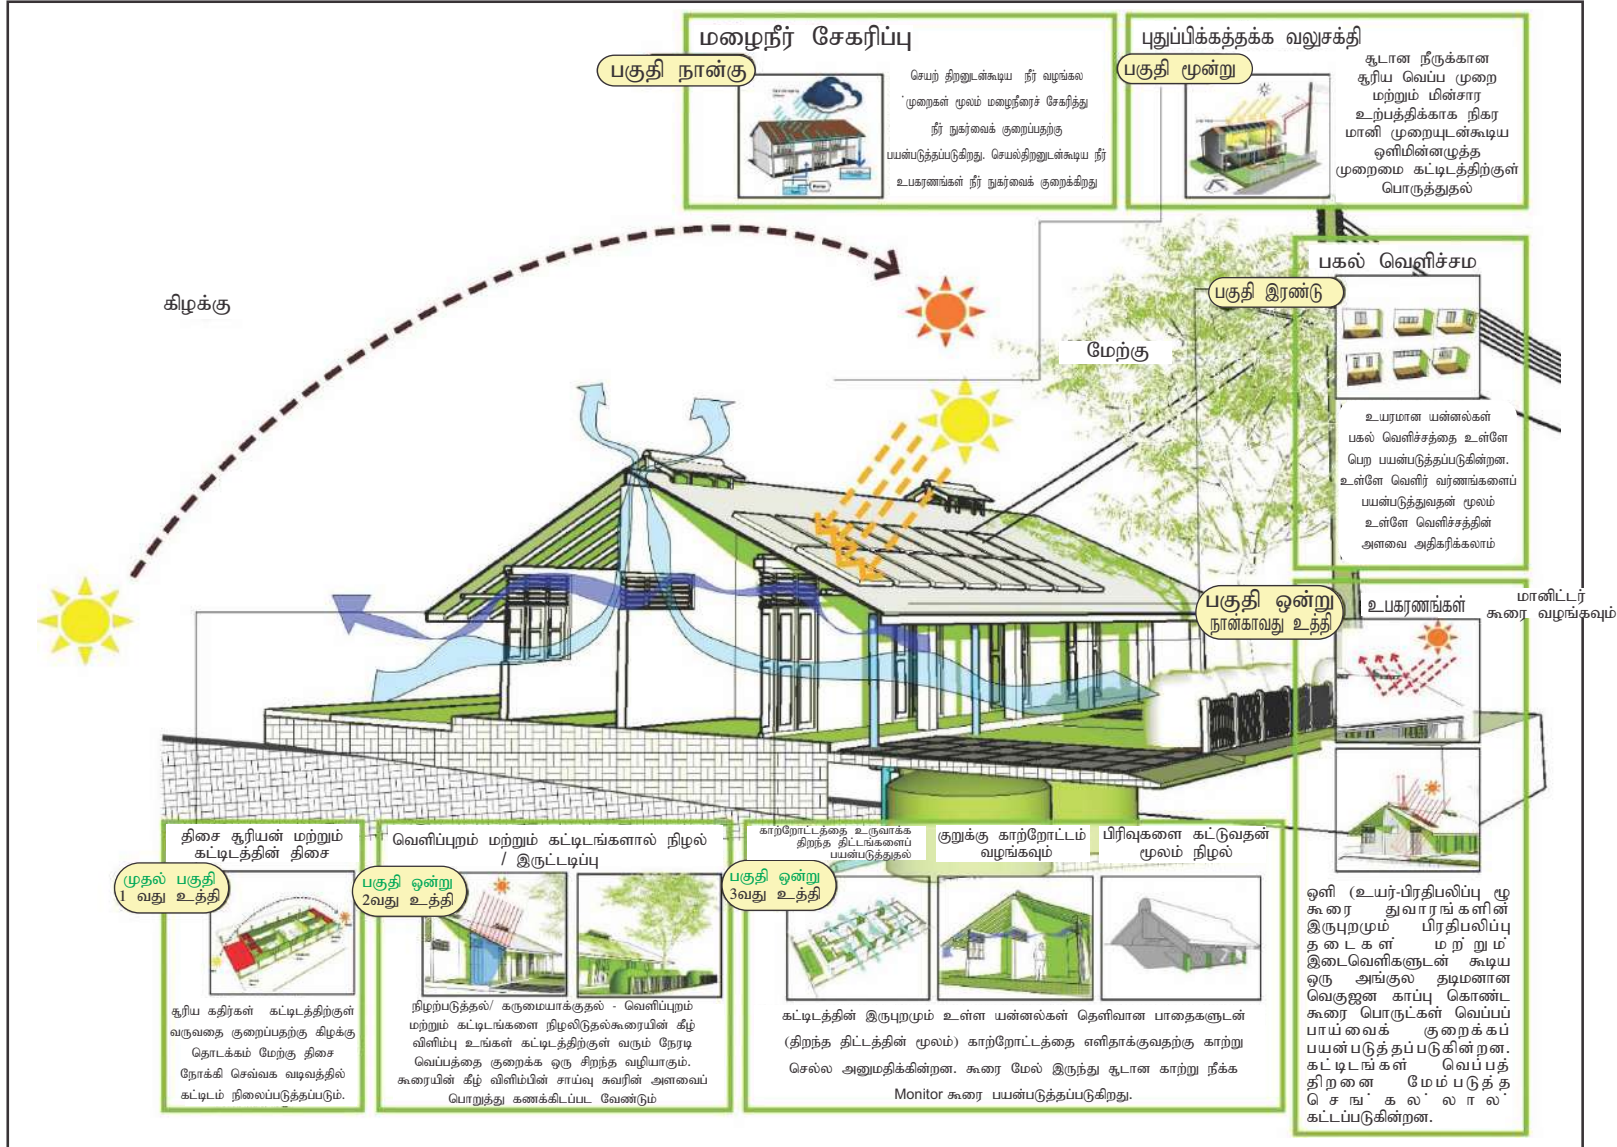 மழைநீர் சேகரிப்பு
பகுதி நான்கு
செயற் திறனுடன்கூடிய நீர் வழங்கல
முறைகள் மூலம் மழைநீரைச் சேகரித்து
நீர் நுகர்வைக் குறைப்பதற்கு
பயன்படுத்தப்படுகிறது. செயல்திறனுடன்கூடிய நீர்
உபகரணங்கள் நீர் நுகர்வைக் குறைக்கிறது
புதுப்பிக்கத்தக்க வலுசக்தி
பகுதி மூன்று
சூடான நீருக்கான
சூரிய வெப்ப முறை
மற்றும் மின்சார
உற்பத்திக்காக நிகர
மானி முறையுடன்கூடிய
ஒளிமின்னழுத்த
முறைமை கட்டிடத்திற்குள்
பொருத்துதல்
கிழக்கு
மேற்கு
பகல் வெளிச்சம
பகுதி இரண்டு
உயரமான யன்னல்கள்
பகல் வெளிச்சத்தை உள்ளே
பெற பயன்படுத்தப்படுகின்றன.
உள்ளே வெளிர் வர்ணங்களைப்
பயன்படுத்துவதன் மூலம்
உள்ளே வெளிச்சத்தின்
அளவை அதிகரிக்கலாம்
பகுதி ஒன்று
நான்காவது உத்தி
உபகரணங்கள்
மானிட்டர்
கூரை வழங்கவும்
ஒளி (உயர்-பிரதிபலிப்பு மூ
கூரை துவாரங்களின்
இருபுறமும் பிரதிபலிப்பு
தடைகள் மற்றும்
இடைவெளிகளுடன் கூடிய
ஒரு அங்குல தடிமனான
வெகுஜன காப்பு கொண்ட
கூரை பொருட்கள் வெப்பப்
பாய்வைக் குறைக்கப்
பயன்படுத்தப்படுகின்றன.
கட்டிடங்கள் வெப்பத்
திறனை மேம்படுத்த
செங்கல்லால்
கட்டப்படுகின்றன.
திசை சூரியன் மற்றும்
கட்டிடத்தின் திசை
முதல் பகுதி
1 வது உத்தி
சூரிய கதிர்கள் கட்டிடத்திற்குள்
வருவதை குறைப்பதற்கு கிழக்கு
தொடக்கம் மேற்கு திசை
நோக்கி செவ்வக வடிவத்தில்
கட்டிடம் நிலைப்படுத்தப்படும்.
வெளிப்புறம் மற்றும் கட்டிடங்களால் நிழல்
/ இருட்டடிப்பு
பகுதி ஒன்று
2வது உத்தி
நிழற்படுத்தல்/ கருமையாக்குதல் - வெளிப்புறம்
மற்றும் கட்டிடங்களை நிழலிடுதல்கூரையின் கீழ்
விளிம்பு உங்கள் கட்டிடத்திற்குள் வரும் நேரடி
வெப்பத்தை குறைக்க ஒரு சிறந்த வழியாகும்.
கூரையின் கீழ் விளிம்பின் சாய்வு சுவரின் அளவைப்
பொறுத்து கணக்கிடப்பட வேண்டும்
காற்றோட்டத்தை உருவாக்க
திறந்த திட்டங்களைப்
பயன்படுத்துதல்
பகுதி ஒன்று
3வது உத்தி
குறுக்கு காற்றோட்டம்
வழங்கவும்
பிரிவுகளை கட்டுவதன்
மூலம் நிழல்
கட்டிடத்தின் இருபுறமும் உள்ள யன்னல்கள் தெளிவான பாதைகளுடன்
(திறந்த திட்டத்தின் மூலம்) காற்றோட்டத்தை எளிதாக்குவதற்கு காற்று
செல்ல அனுமதிக்கின்றன. கூரை மேல் இருந்து சூடான காற்று நீக்க
Monitor கூரை பயன்படுத்தப்படுகிறது.